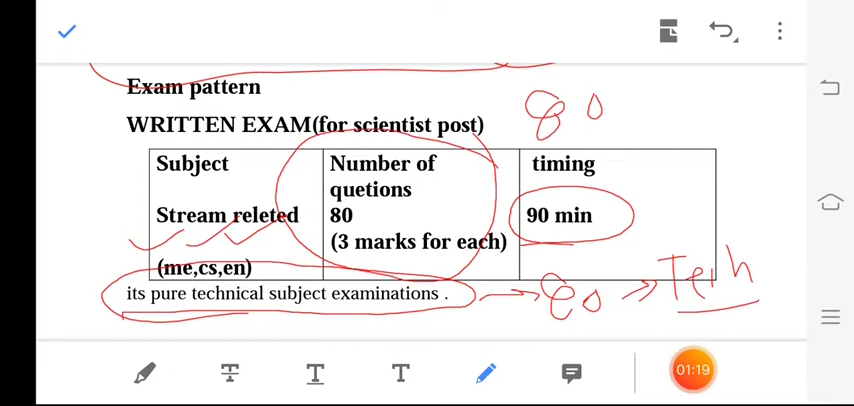 Exam pattern
WRITTEN EXAM(for scientist post)
80
Subject
Number of
quetions
timing
Stream releted
80
90 min
(3 marks for each)
(me,cs,en)
its pure technical subject examinations .
80
Tech
T
T
T
01:19